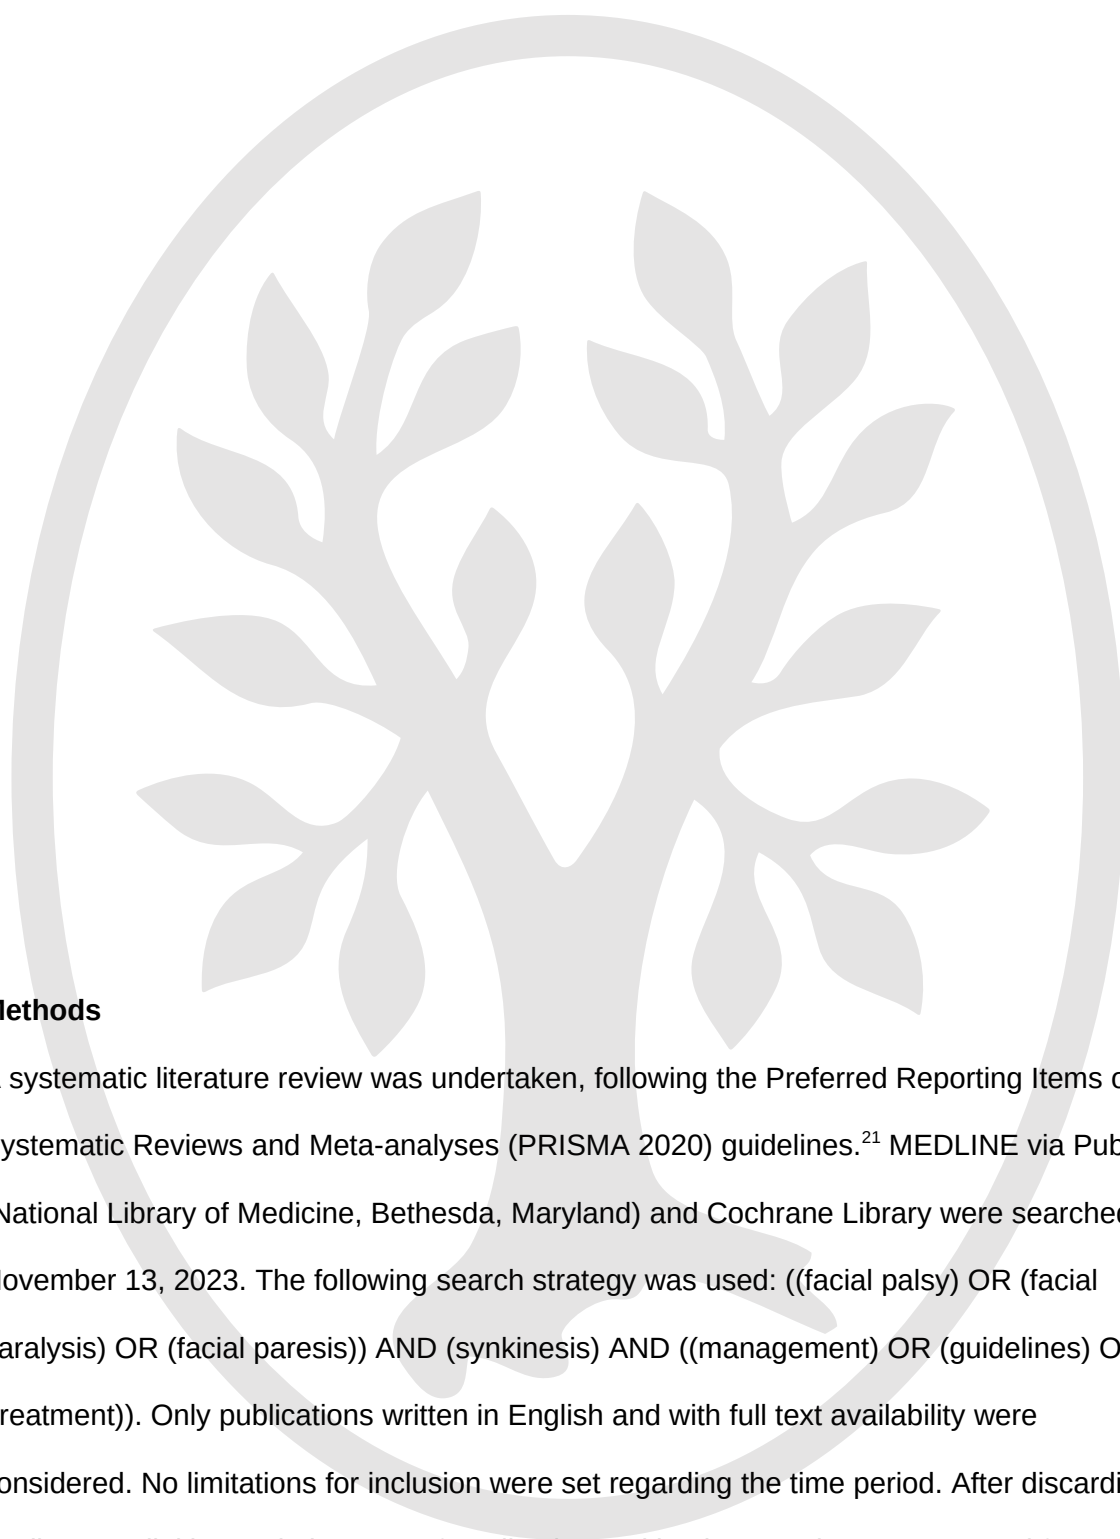 Methods
systematic literature review was undertaken, following the Preferred Reporting Items
ystematic Reviews and Meta-analyses (PRISMA 2020) guidelines.21 MEDLINE via Pub
National Library of Medicine, Bethesda, Maryland) and Cochrane Library were searched
ovember 13, 2023. The following search strategy was used: ((facial palsy) OR (facial
aralysis) OR (facial paresis)) AND (synkinesis) AND ((management) OR (guidelines) O
reatment)). Only publications written in English and with full text availability were
onsidered. No limitations for inclusion were set regarding the time period. After discardi